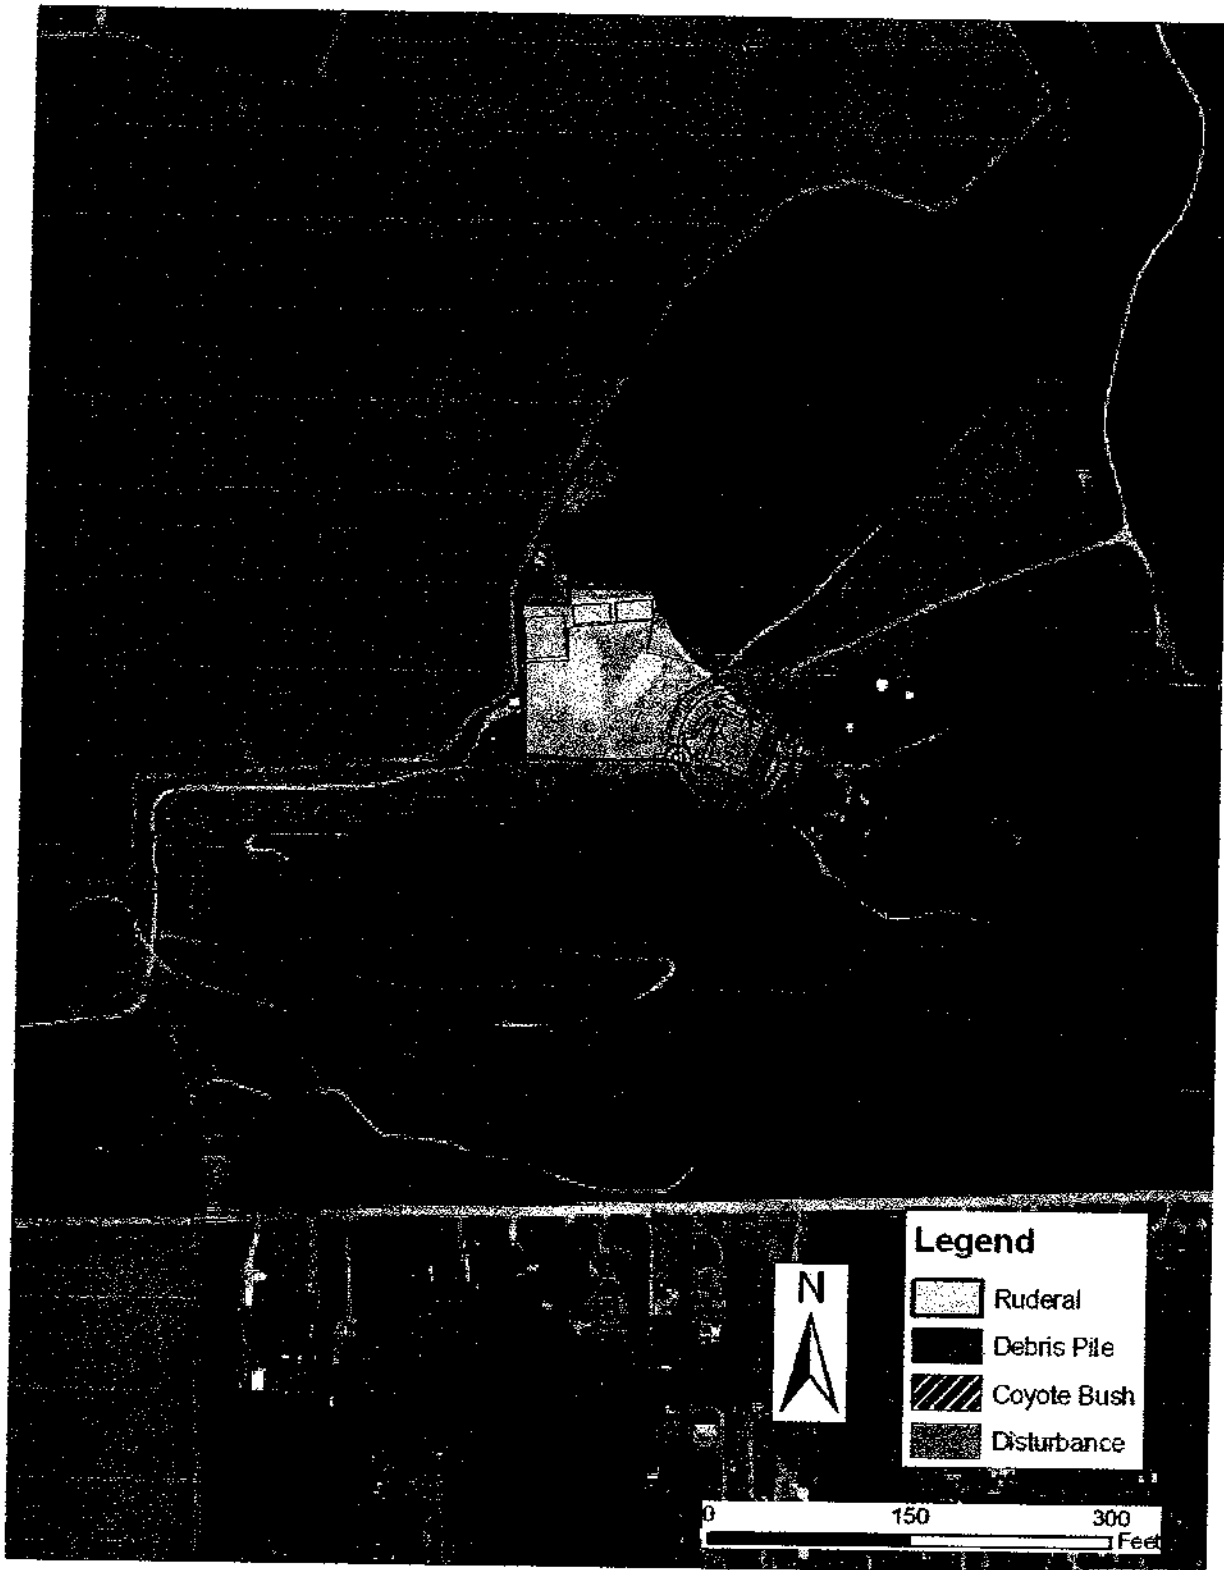 Legend
Ruderal
Debris Pile
Coyote Bush
Disturbance
N
0 150 300
Feet